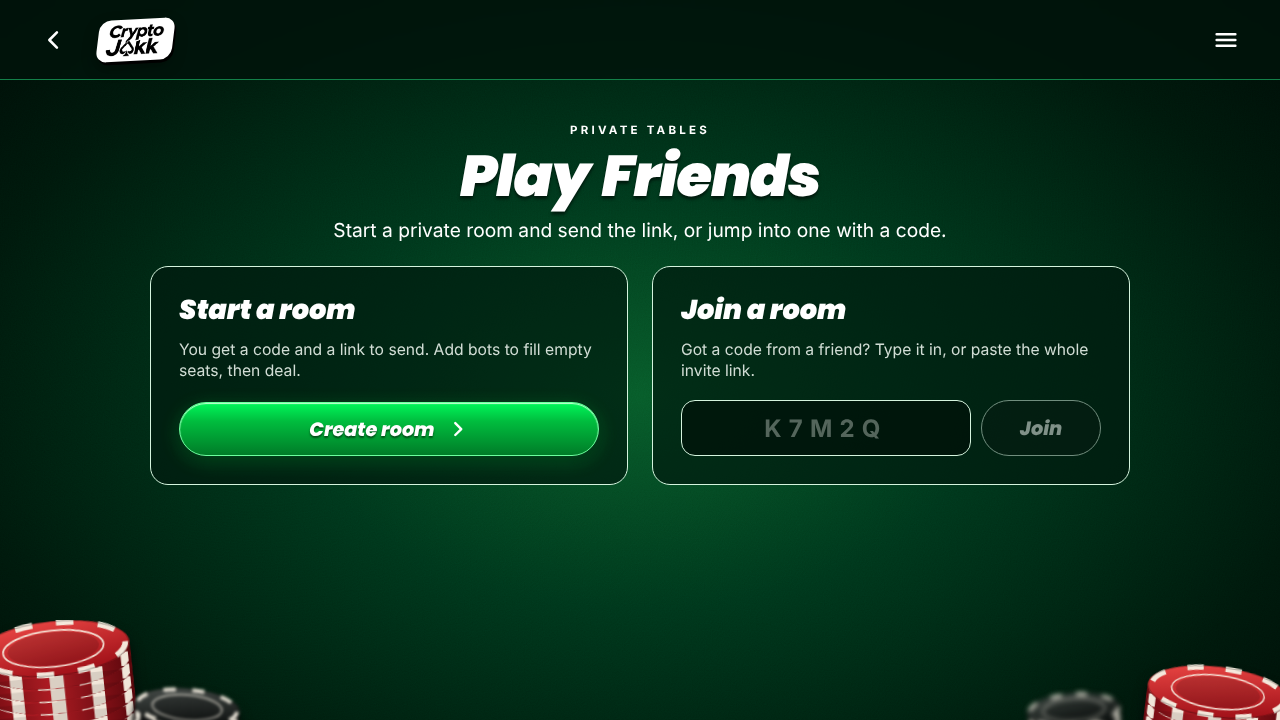 Crypto
Jokk
PRIVATE TABLES
Play Friends
Start a private room and send the link, or jump into one with a code.
Start a room
You get a code and a link to send. Add bots to fill empty
seats, then deal.
Create room
Join a room
Got a code from a friend? Type it in, or paste the whole
invite link.
K7M2Q
Join